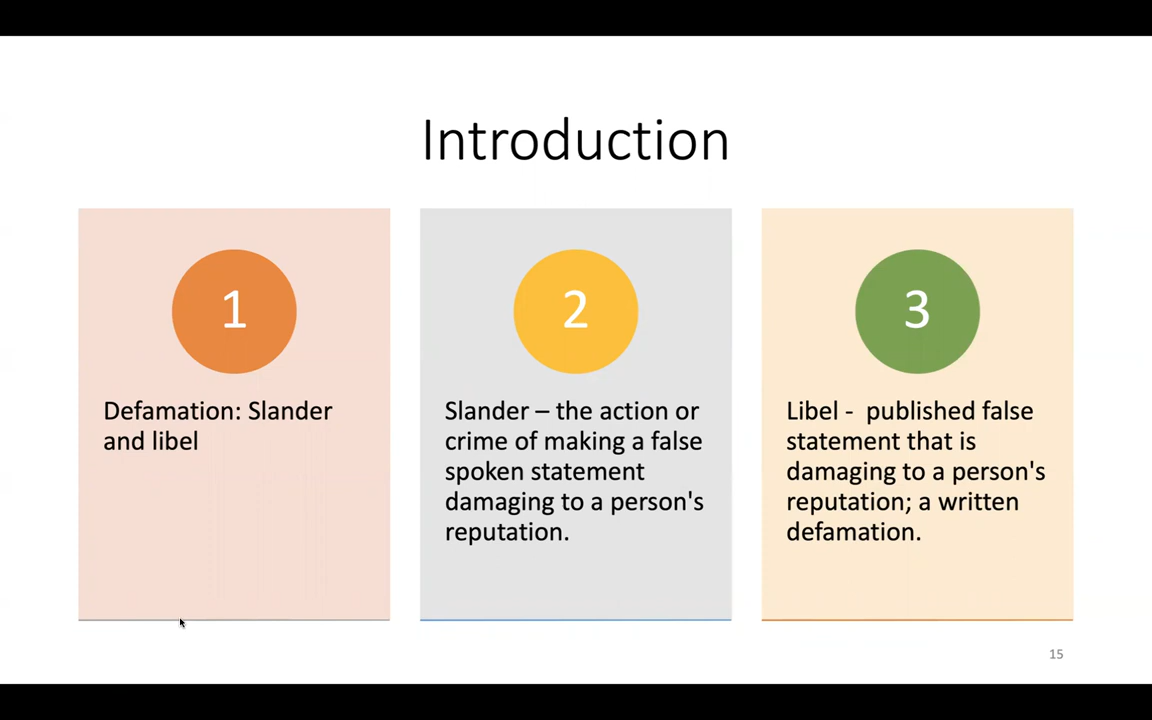 Introduction
1
Defamation: Slander
and libel
2
Slander – the action or
crime of making a false
spoken statement
damaging to a person's
reputation.
3
Libel -  published false
statement that is
damaging to a person's
reputation; a written
defamation.
15